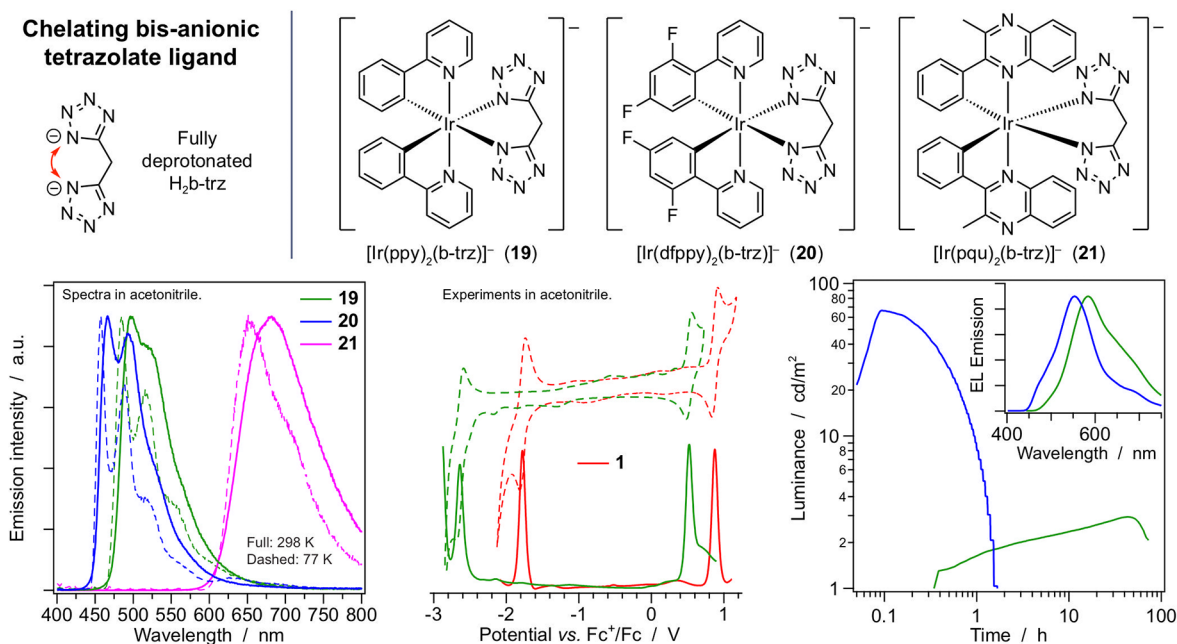 Chelating bis-anionic
tetrazolate ligand
N
N
N
N
N
N
N
N
Fully
deprotonated
H₂b-trz
–
N
N
Ir
N
N
N
N
N
N
N
N
[Ir(ppy)₂(b-trz)]⁻ (19)
–
F
F
F
F
N
N
Ir
N
N
N
N
N
N
N
N
[Ir(dfppy)₂(b-trz)]⁻ (20)
–
N
N
N
N
Ir
N
N
N
N
N
N
N
N
[Ir(pqu)₂(b-trz)]⁻ (21)
Spectra in acetonitrile.
19
20
21
Full: 298 K
Dashed: 77 K
Emission intensity / a.u.
400 450 500 550 600 650 700 750 800
Wavelength / nm
Experiments in acetonitrile.
1
-3 -2 -1 0 1
Potential vs. Fc⁺/Fc / V
Luminance / cd/m²
100
80
60
40
20
10
8
6
4
2
1
0.1 1 10 100
Time / h
EL Emission
400 600
Wavelength / nm